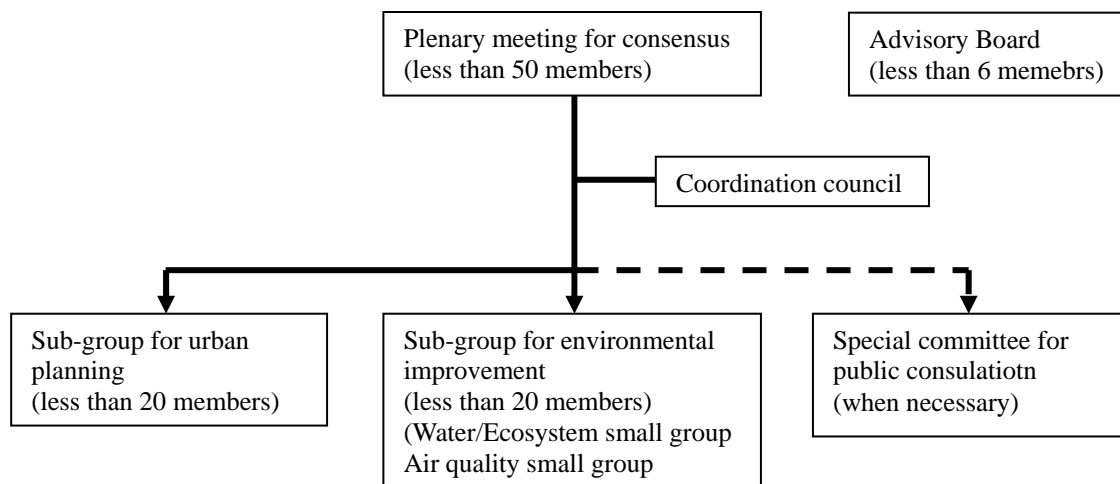 Plenary meeting for consensus
(less than 50 members)
Advisory Board
(less than 6 memebrs)
Coordination council
Sub-group for urban
planning
(less than 20 members)
Sub-group for environmental
improvement
(less than 20 members)
(Water/Ecosystem small group
Air quality small group
Special committee for
public consulatiotn
(when necessary)